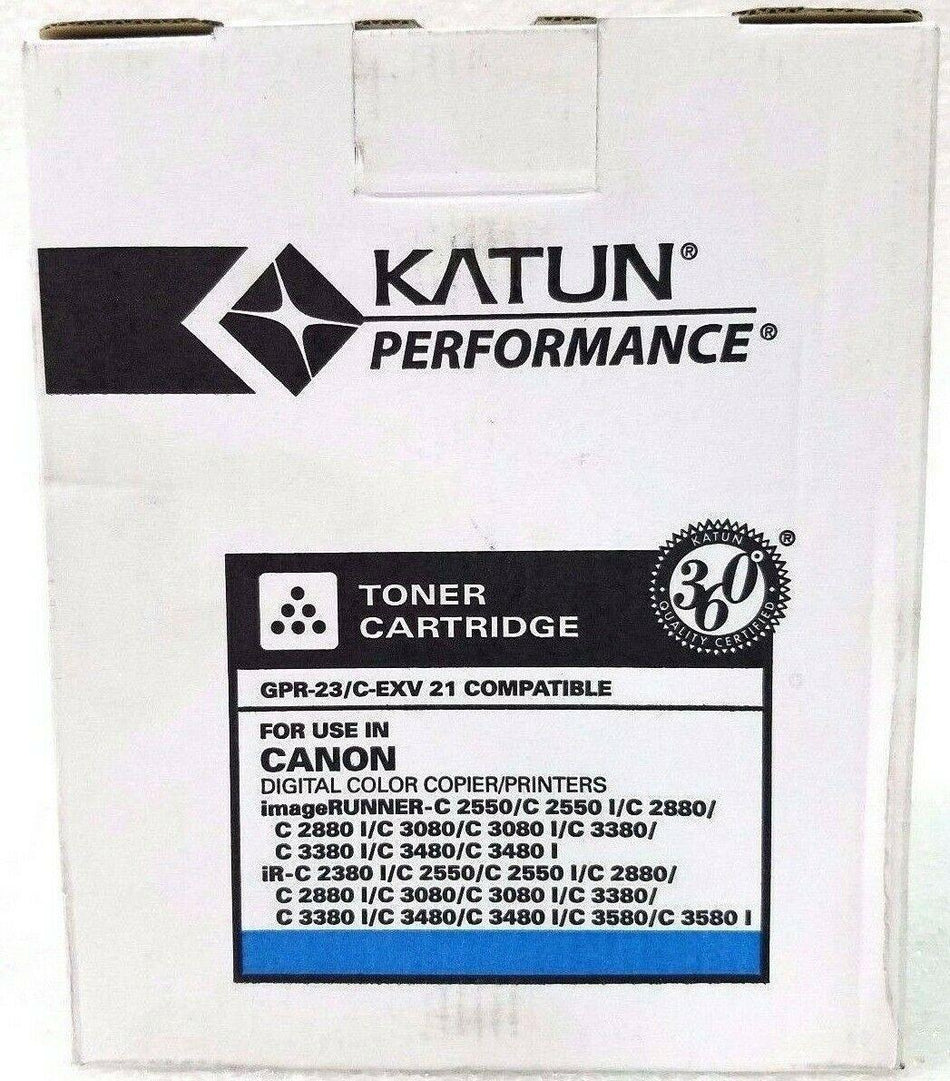 KATUN®
PERFORMANCE®
KATUN
360°
QUALITY CERTIFIED
®
TONER
CARTRIDGE
GPR-23/C-EXV 21 COMPATIBLE
FOR USE IN
CANON
DIGITAL COLOR COPIER/PRINTERS
imageRUNNER-C 2550/C 2550 I/C 2880/
C 2880 I/C 3080/C 3080 I/C 3380/
C 3380 I/C 3480/C 3480 I
iR-C 2380 I/C 2550/C 2550 I/C 2880/
C 2880 I/C 3080/C 3080 I/C 3380/
C 3380 I/C 3480/C 3480 I/C 3580/C 3580 I